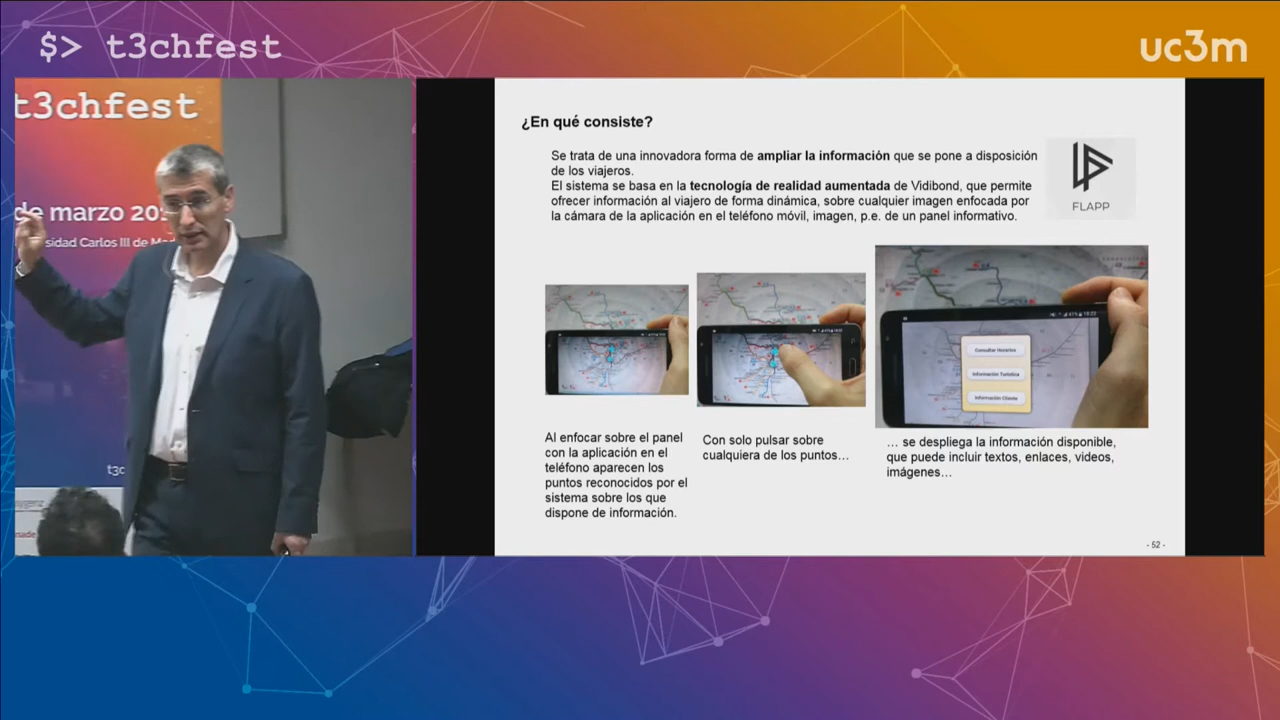 $> t3chfest
uc3m
t3chfest
de marzo 20
sidad Carlos III de Mad
t3c
¿En qué consiste?
Se trata de una innovadora forma de ampliar la información que se pone a disposición
de los viajeros.
El sistema se basa en la tecnología de realidad aumentada de Vidibond, que permite
ofrecer información al viajero de forma dinámica, sobre cualquier imagen enfocada por
la cámara de la aplicación en el teléfono móvil, imagen, p.e. de un panel informativo.
FLAPP
Consultar Horarios
Información Turística
Información Cliente
Al enfocar sobre el panel
con la aplicación en el
teléfono aparecen los
puntos reconocidos por el
sistema sobre los que
dispone de información.
Con solo pulsar sobre
cualquiera de los puntos…
… se despliega la información disponible,
que puede incluir textos, enlaces, videos,
imágenes…
- 52 -